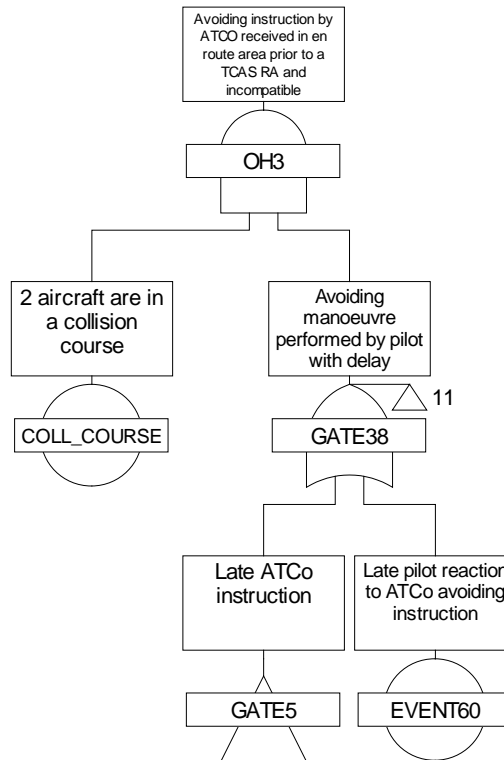 Avoiding instruction by
ATCO received in en
route area prior to a
TCAS RA and
incompatible
OH3
2 aircraft are in
a collision
course
COLL_COURSE
Avoiding
manoeuvre
performed by pilot
with delay
11
GATE38
Late ATCo
instruction
GATE5
Late pilot reaction
to ATCo avoiding
instruction
EVENT60